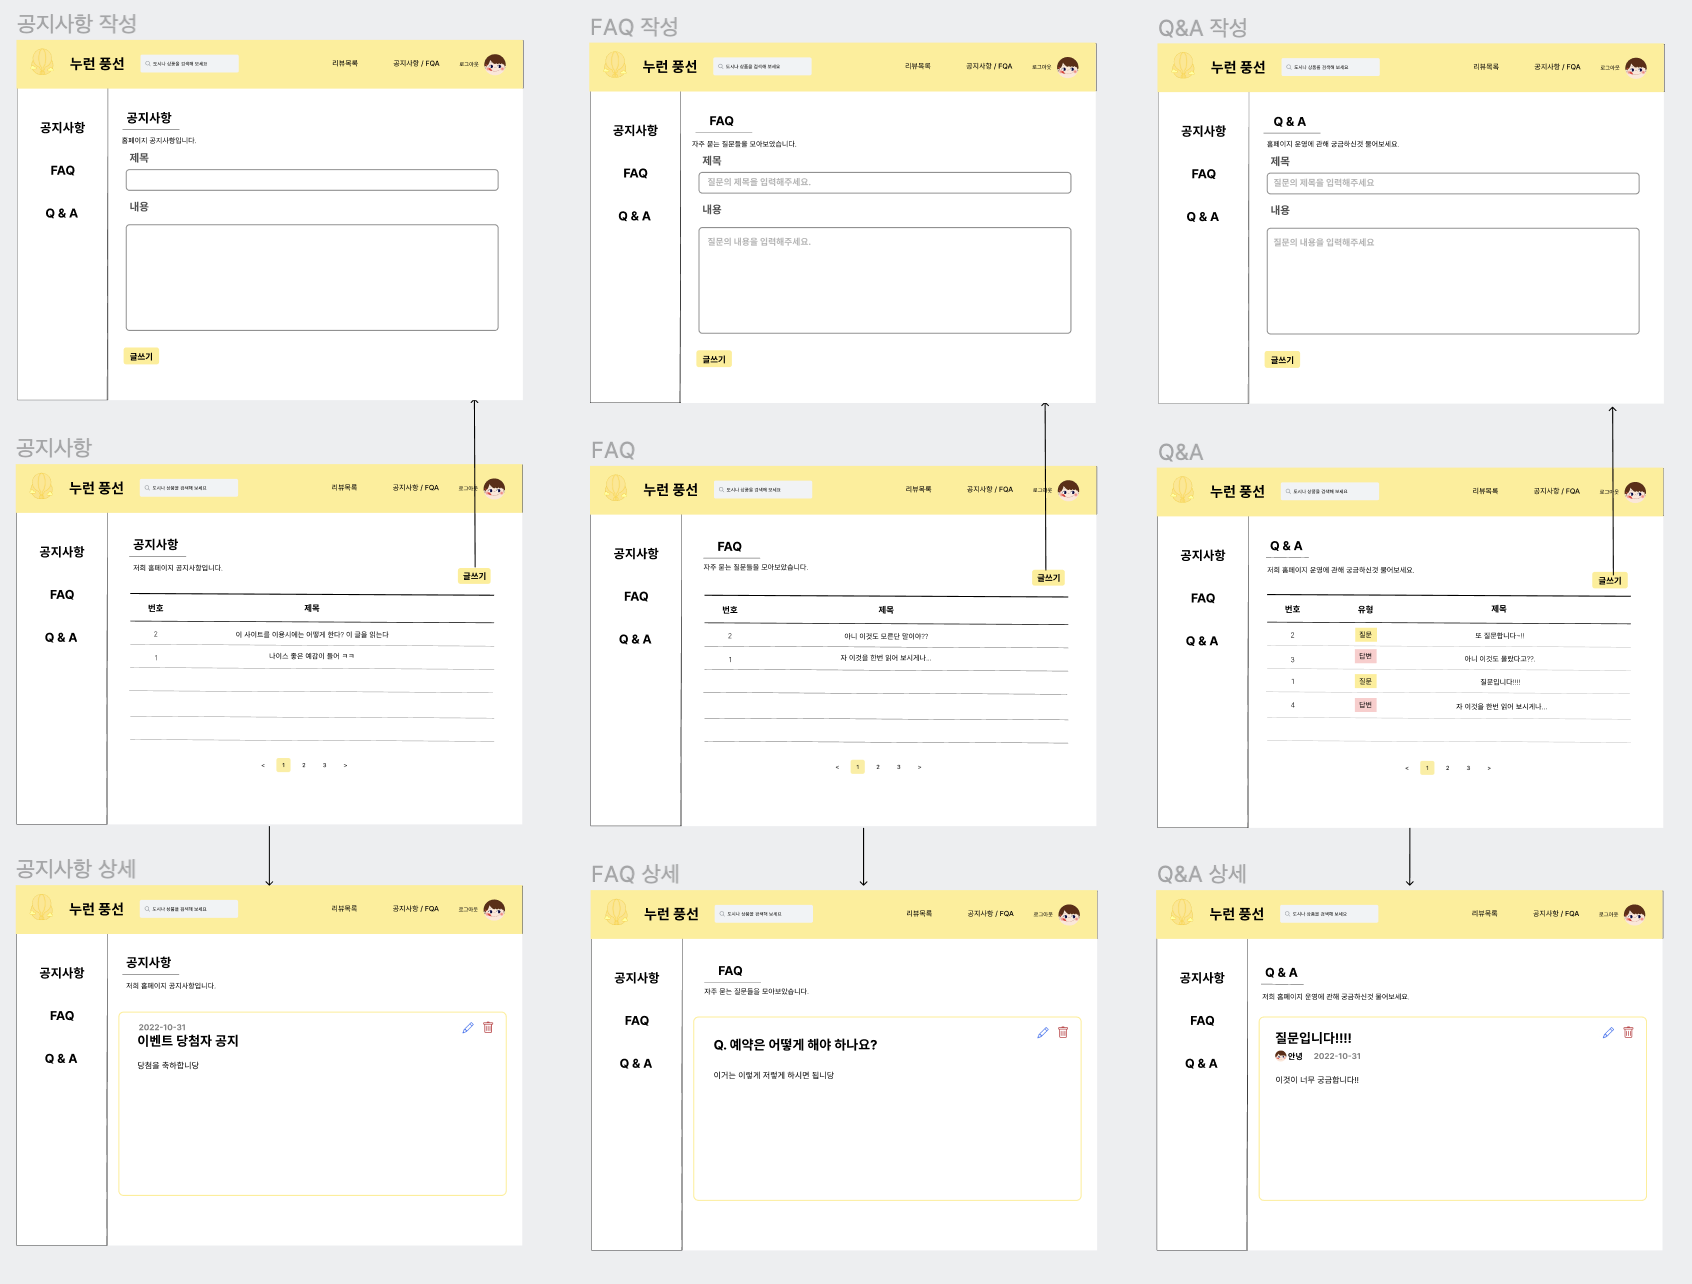 공지사항 작성
누런 풍선
도시나 상품을 검색해 보세요
리뷰목록
공지사항 / FQA
로그아웃
공지사항
FAQ
Q & A
공지사항
홈페이지 공지사항입니다.
제목
내용
글쓰기
FAQ 작성
누런 풍선
도시나 상품을 검색해 보세요
리뷰목록
공지사항 / FQA
로그아웃
공지사항
FAQ
Q & A
FAQ
자주 묻는 질문들을 모아보았습니다.
제목
질문의 제목을 입력해주세요.
내용
질문의 내용을 입력해주세요.
글쓰기
Q&A 작성
누런 풍선
도시나 상품을 검색해 보세요
리뷰목록
공지사항 / FQA
로그아웃
공지사항
FAQ
Q & A
Q & A
홈페이지 운영에 관해 궁금하신것 물어보세요.
제목
질문의 제목을 입력해주세요
내용
질문의 내용을 입력해주세요
글쓰기
공지사항
누런 풍선
도시나 상품을 검색해 보세요
리뷰목록
공지사항 / FQA
로그아웃
공지사항
FAQ
Q & A
공지사항
저희 홈페이지 공지사항입니다.
글쓰기
번호 제목
2 이 사이트를 이용시에는 어떻게 한다? 이 글을 읽는다
1 나이스 좋은 예감이 들어 ㅋㅋ
< 1 2 3 >
FAQ
누런 풍선
도시나 상품을 검색해 보세요
리뷰목록
공지사항 / FQA
로그아웃
공지사항
FAQ
Q & A
FAQ
자주 묻는 질문들을 모아보았습니다.
글쓰기
번호 제목
2 아니 이것도 모른단 말이야??
1 자 이것을 한번 읽어 보시게나...
< 1 2 3 >
Q&A
누런 풍선
도시나 상품을 검색해 보세요
리뷰목록
공지사항 / FQA
로그아웃
공지사항
FAQ
Q & A
Q & A
저희 홈페이지 운영에 관해 궁금하신것 물어보세요.
글쓰기
번호 유형 제목
2 질문 또 질문합니다~!!
3 답변 아니 이것도 몰랐다고??
1 질문 질문입니다!!!!
4 답변 자 이것을 한번 읽어 보시게나...
< 1 2 3 >
공지사항 상세
누런 풍선
도시나 상품을 검색해 보세요
리뷰목록
공지사항 / FQA
로그아웃
공지사항
FAQ
Q & A
공지사항
저희 홈페이지 공지사항입니다.
2022-10-31
이벤트 당첨자 공지
당첨을 축하합니당
FAQ 상세
누런 풍선
도시나 상품을 검색해 보세요
리뷰목록
공지사항 / FQA
로그아웃
공지사항
FAQ
Q & A
FAQ
자주 묻는 질문들을 모아보았습니다.
Q. 예약은 어떻게 해야 하나요?
이거는 이렇게 저렇게 하시면 됩니당
Q&A 상세
누런 풍선
도시나 상품을 검색해 보세요
리뷰목록
공지사항 / FQA
로그아웃
공지사항
FAQ
Q & A
Q & A
저희 홈페이지 운영에 관해 궁금하신것 물어보세요.
질문입니다!!!!
안녕 2022-10-31
이것이 너무 궁금합니다!!